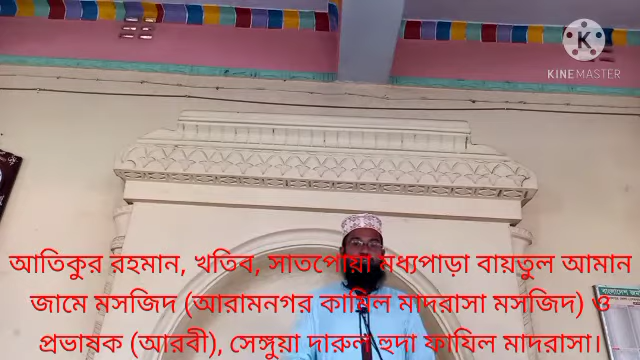 KINEMASTER
আতিকুর রহমান, খতিব, সাতপোয়া মধ্যপাড়া বায়তুল আমান
জামে মসজিদ (আরামনগর কামিল মাদরাসা মসজিদ) ও
প্রভাষক (আরবী), সেঙ্গুয়া দারুল হুদা ফাযিল মাদরাসা।